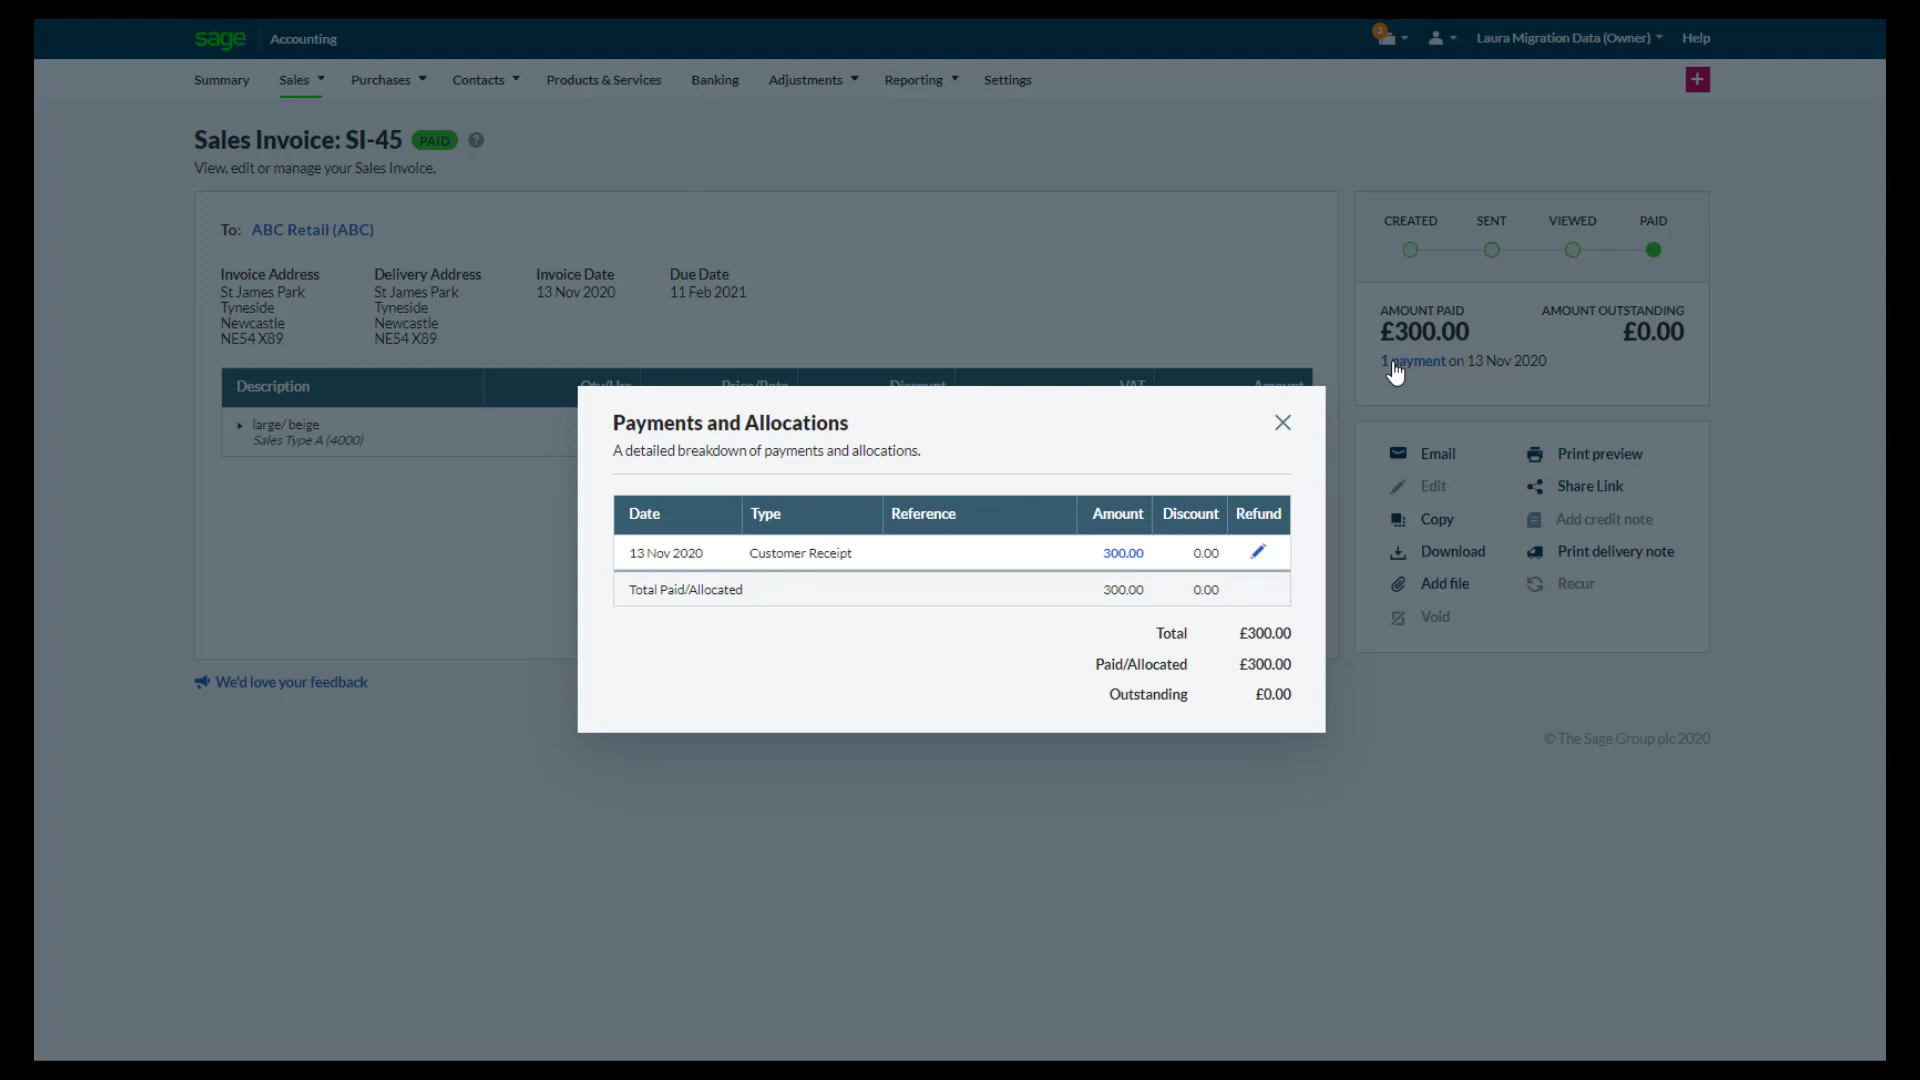 sage Accounting 2 Laura Migration Data (Owner) Help
Summary Sales Purchases Contacts Products & Services Banking Adjustments Reporting Settings +
Sales Invoice: SI-45 PAID ?
View, edit or manage your Sales Invoice.
To: ABC Retail (ABC)
Invoice Address
St James Park
Tyneside
Newcastle
NE54 X89
Delivery Address
St James Park
Tyneside
Newcastle
NE54 X89
Invoice Date
13 Nov 2020
Due Date
11 Feb 2021
Description Qty/Hrs Price/Rate Discount VAT Amount
large/ beige
Sales Type A (4000)
CREATED SENT VIEWED PAID
AMOUNT PAID AMOUNT OUTSTANDING
£300.00 £0.00
1 payment on 13 Nov 2020
Email Print preview
Edit Share Link
Copy Add credit note
Download Print delivery note
Add file Recur
Void
Payments and Allocations
A detailed breakdown of payments and allocations.
Date Type Reference Amount Discount Refund
13 Nov 2020 Customer Receipt 300.00 0.00
Total Paid/Allocated 300.00 0.00
Total £300.00
Paid/Allocated £300.00
Outstanding £0.00
We'd love your feedback
© The Sage Group plc 2020